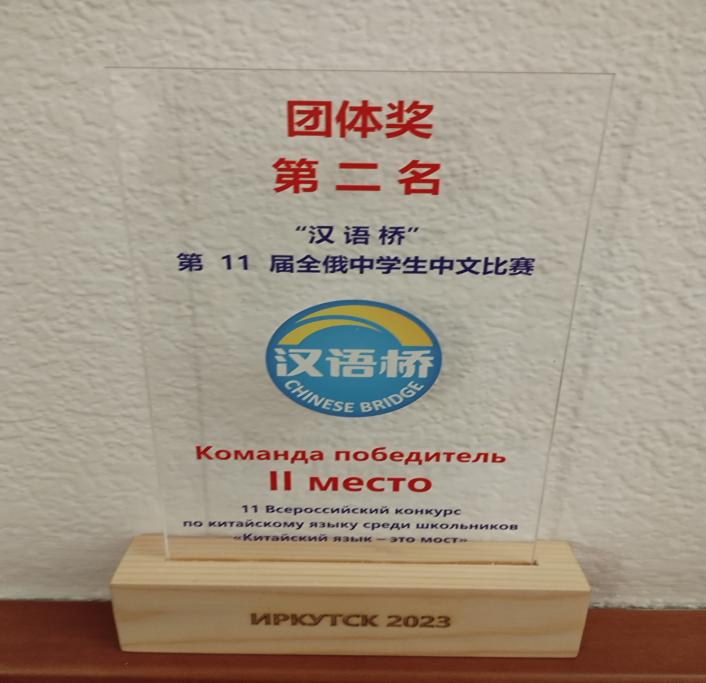 团体奖
第二名
“汉语桥”
第 11 届全俄中学生中文比赛
汉语桥
CHINESE BRIDGE
Команда победитель
II место
11 Всероссийский конкурс
по китайскому языку среди школьников
«Китайский язык – это мост»
ИРКУТСК 2023